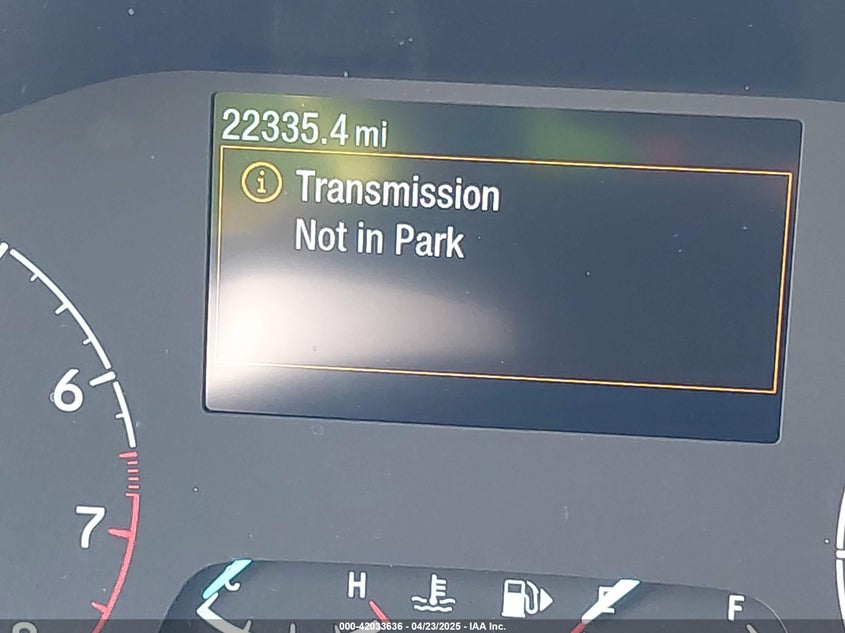 22335.4 mi
i Transmission
Not in Park
6
7
C H E F
000-42033636 - 04/23/2025 - IAA Inc.